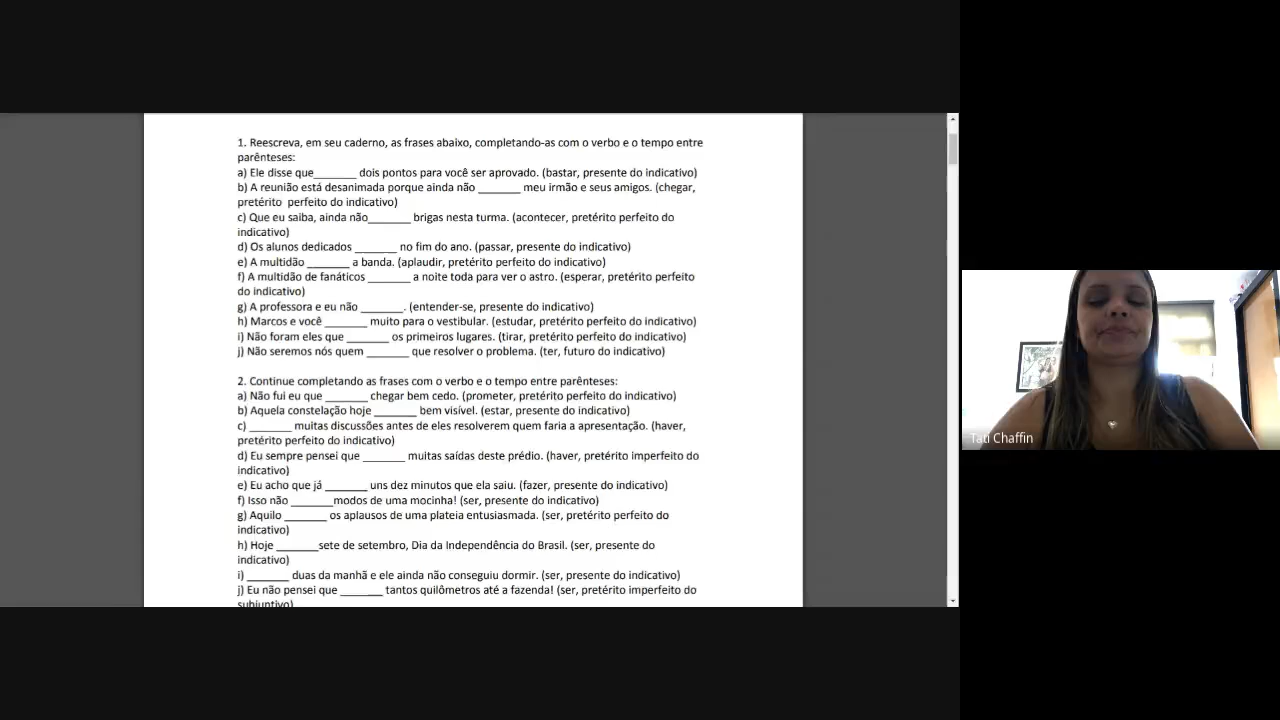 1. Reescreva, em seu caderno, as frases abaixo, completando-as com o verbo e o tempo entre
parênteses:
a) Ele disse que_______ dois pontos para você ser aprovado. (bastar, presente do indicativo)
b) A reunião está desanimada porque ainda não _______ meu irmão e seus amigos. (chegar,
pretérito perfeito do indicativo)
c) Que eu saiba, ainda não_______ brigas nesta turma. (acontecer, pretérito perfeito do
indicativo)
d) Os alunos dedicados _______ no fim do ano. (passar, presente do indicativo)
e) A multidão _______ a banda. (aplaudir, pretérito perfeito do indicativo)
f) A multidão de fanáticos _______ a noite toda para ver o astro. (esperar, pretérito perfeito
do indicativo)
g) A professora e eu não _______. (entender-se, presente do indicativo)
h) Marcos e você _______ muito para o vestibular. (estudar, pretérito perfeito do indicativo)
i) Não foram eles que _______ os primeiros lugares. (tirar, pretérito perfeito do indicativo)
j) Não seremos nós quem _______ que resolver o problema. (ter, futuro do indicativo)
2. Continue completando as frases com o verbo e o tempo entre parênteses:
a) Não fui eu que _______ chegar bem cedo. (prometer, pretérito perfeito do indicativo)
b) Aquela constelação hoje _______ bem visível. (estar, presente do indicativo)
c) _______ muitas discussões antes de eles resolverem quem faria a apresentação. (haver,
pretérito perfeito do indicativo)
d) Eu sempre pensei que _______ muitas saídas deste prédio. (haver, pretérito imperfeito do
indicativo)
e) Eu acho que já _______ uns dez minutos que ela saiu. (fazer, presente do indicativo)
f) Isso não _______modos de uma mocinha! (ser, presente do indicativo)
g) Aquilo _______ os aplausos de uma plateia entusiasmada. (ser, pretérito perfeito do
indicativo)
h) Hoje _______sete de setembro, Dia da Independência do Brasil. (ser, presente do
indicativo)
i) _______ duas da manhã e ele ainda não conseguiu dormir. (ser, presente do indicativo)
j) Eu não pensei que _______ tantos quilômetros até a fazenda! (ser, pretérito imperfeito do
subjuntivo)
Tati Chaffin